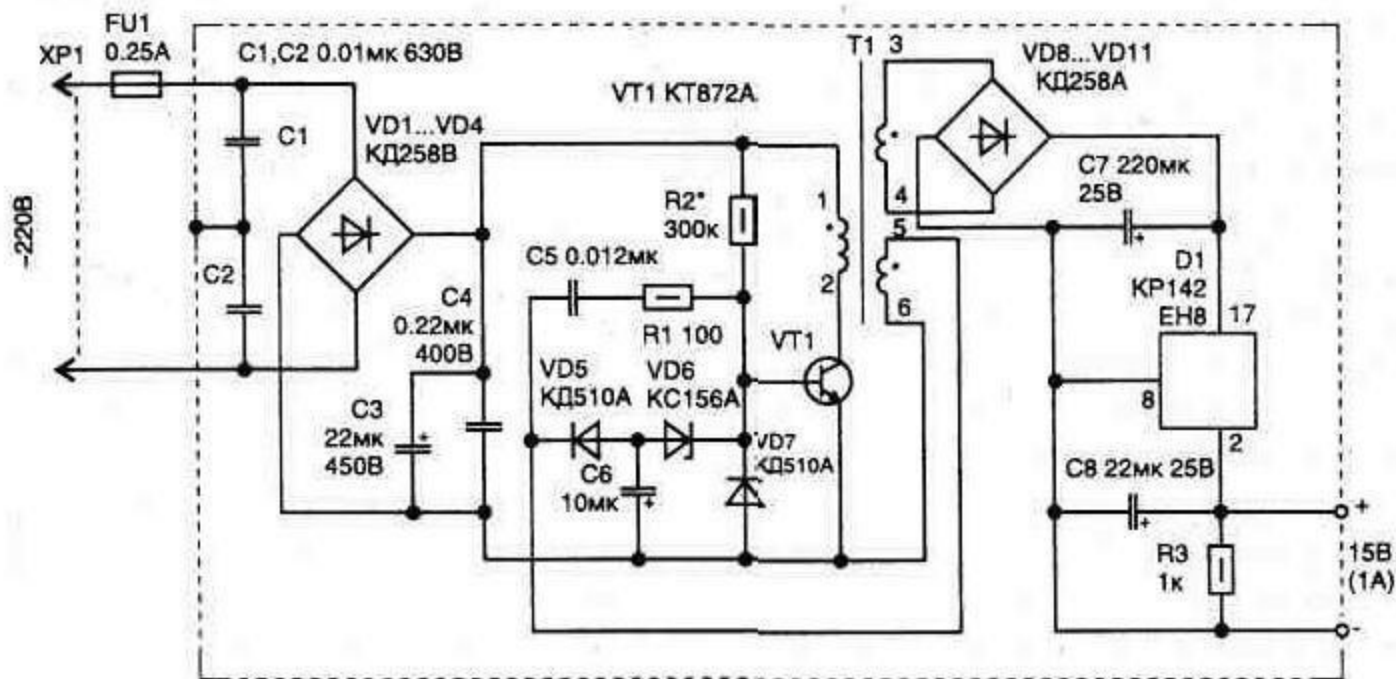 FU1
0.25A
XP1
C1,C2 0.01мк 630В
T1
3
VD8...VD11
КД258А
VT1 КТ872А
C1
VD1...VD4
КД258В
C7 220мк
25В
R2*
300к
1
4
5
~220В
C5 0.012мк
C2
C4
0.22мк
400В
2
6
D1
КР142
ЕН8
17
R1 100
VT1
VD5
КД510А
VD6
КС156А
8
C3
22мк
450В
+
VD7
КД510А
2
C6
10мк
+
C8 22мк 25В
+
+
R3
1к
15В
(1А)
-
+